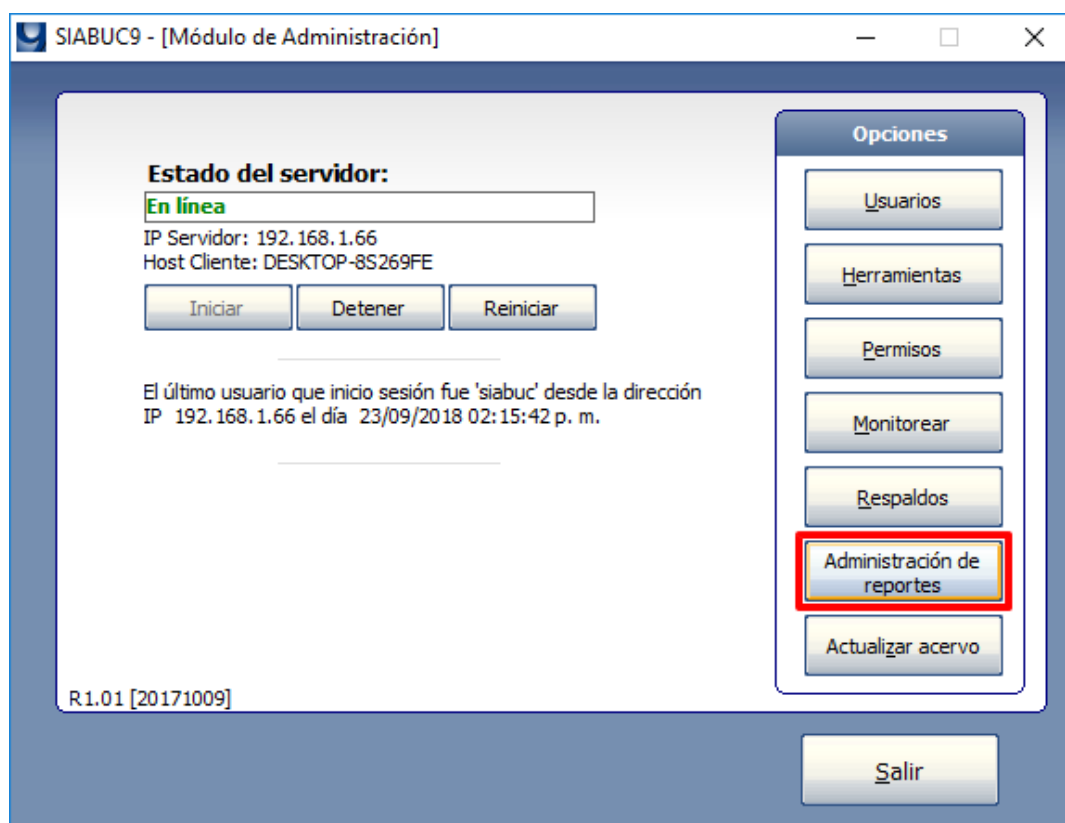 SIABUC9 - [Módulo de Administración]
Opciones
Estado del servidor:
En línea
IP Servidor: 192.168.1.66
Host Cliente: DESKTOP-8S269FE
Iniciar
Detener
Reiniciar
El último usuario que inicio sesión fue 'siabuc' desde la dirección
IP 192.168.1.66 el día 23/09/2018 02:15:42 p. m.
Usuarios
Herramientas
Permisos
Monitorear
Respaldos
Administración de
reportes
Actualizar acervo
R1.01 [20171009]
Salir